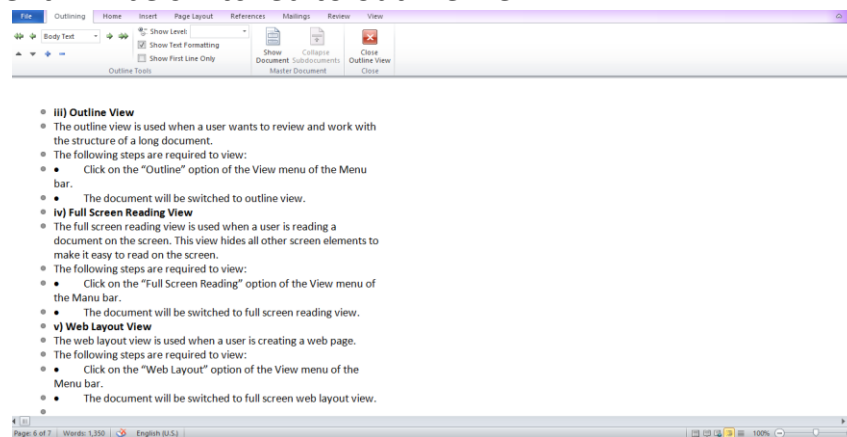 File Outlining Home Insert Page Layout References Mailings Review View
Body Text
Show Level:
Show Text Formatting
Show First Line Only
Outline Tools
Show Document
Collapse Subdocuments
Master Document
Close Outline View
Close
iii) Outline View
The outline view is used when a user wants to review and work with
the structure of a long document.
The following steps are required to view:
• Click on the “Outline” option of the View menu of the Menu
bar.
• The document will be switched to outline view.
iv) Full Screen Reading View
The full screen reading view is used when a user is reading a
document on the screen. This view hides all other screen elements to
make it easy to read on the screen.
The following steps are required to view:
• Click on the “Full Screen Reading” option of the View menu of
the Manu bar.
• The document will be switched to full screen reading view.
v) Web Layout View
The web layout view is used when a user is creating a web page.
The following steps are required to view:
• Click on the “Web Layout” option of the View menu of the
Menu bar.
• The document will be switched to full screen web layout view.
Page: 6 of 7 Words: 1,350 English (U.S.) 100%